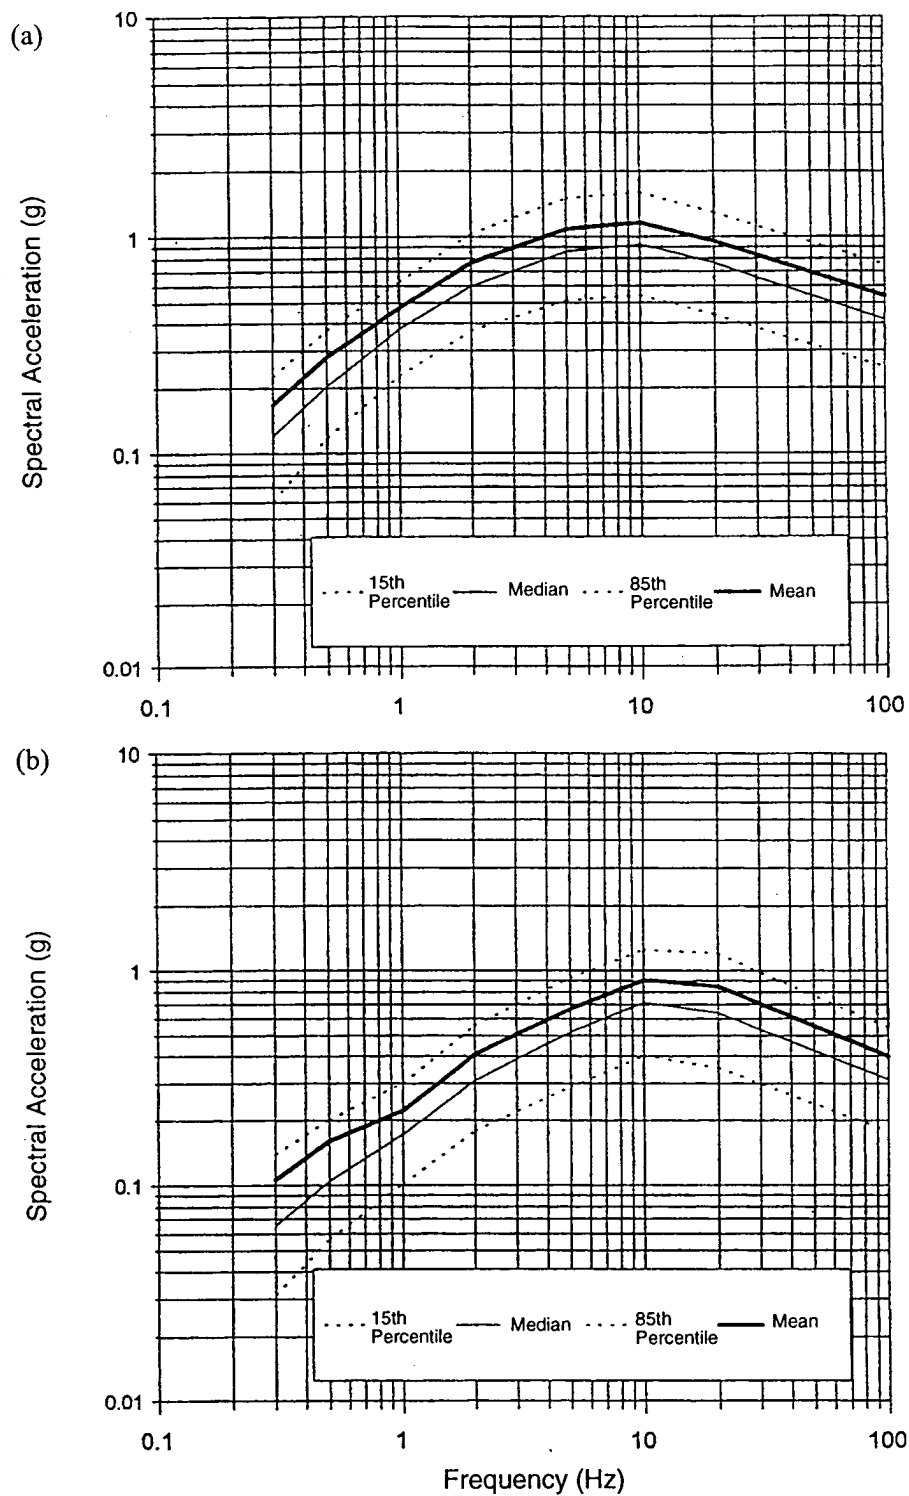 (a)
10
1
0.1
0.01
Spectral Acceleration (g)
15th
Percentile
Median
85th
Percentile
Mean
0.1
1
10
100
(b)
10
1
0.1
0.01
Spectral Acceleration (g)
15th
Percentile
Median
85th
Percentile
Mean
0.1
1
10
100
Frequency (Hz)